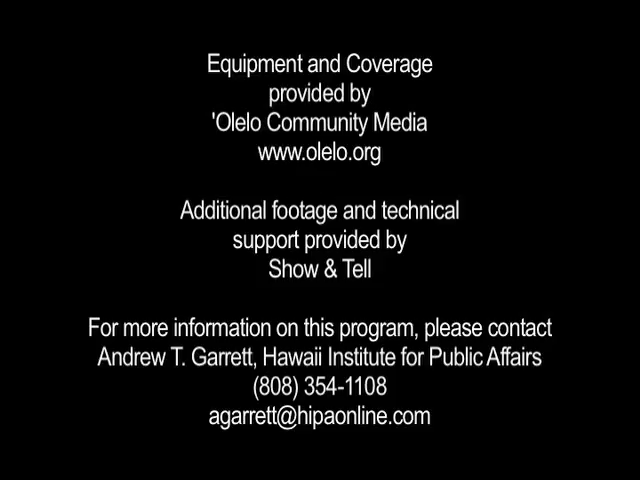 Equipment and Coverage
provided by
'Olelo Community Media
www.olelo.org
Additional footage and technical
support provided by
Show & Tell
For more information on this program, please contact
Andrew T. Garrett, Hawaii Institute for Public Affairs
(808) 354-1108
agarrett@hipaonline.com